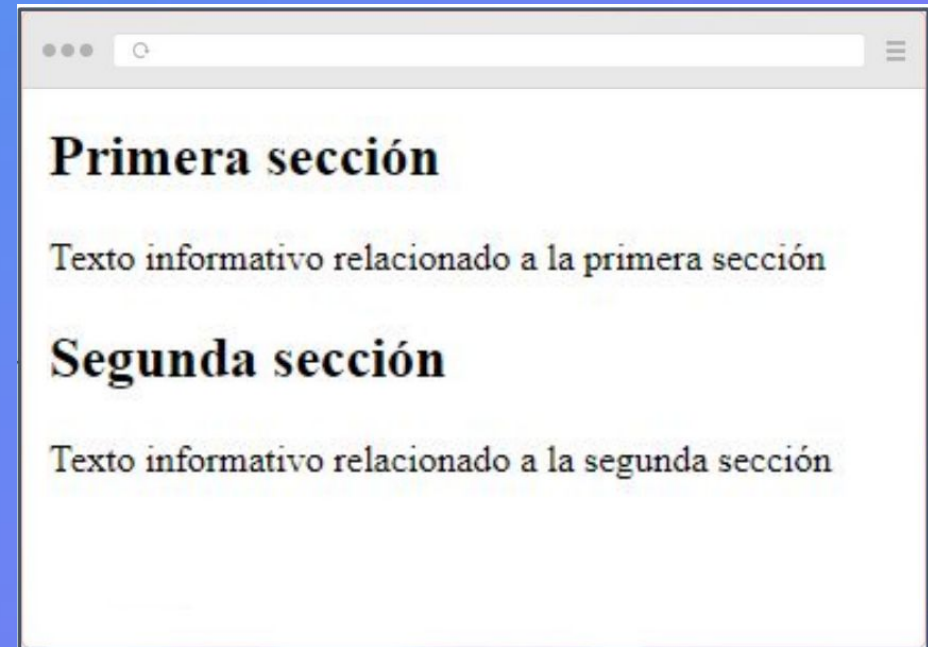 Primera sección
Texto informativo relacionado a la primera sección
Segunda sección
Texto informativo relacionado a la segunda sección